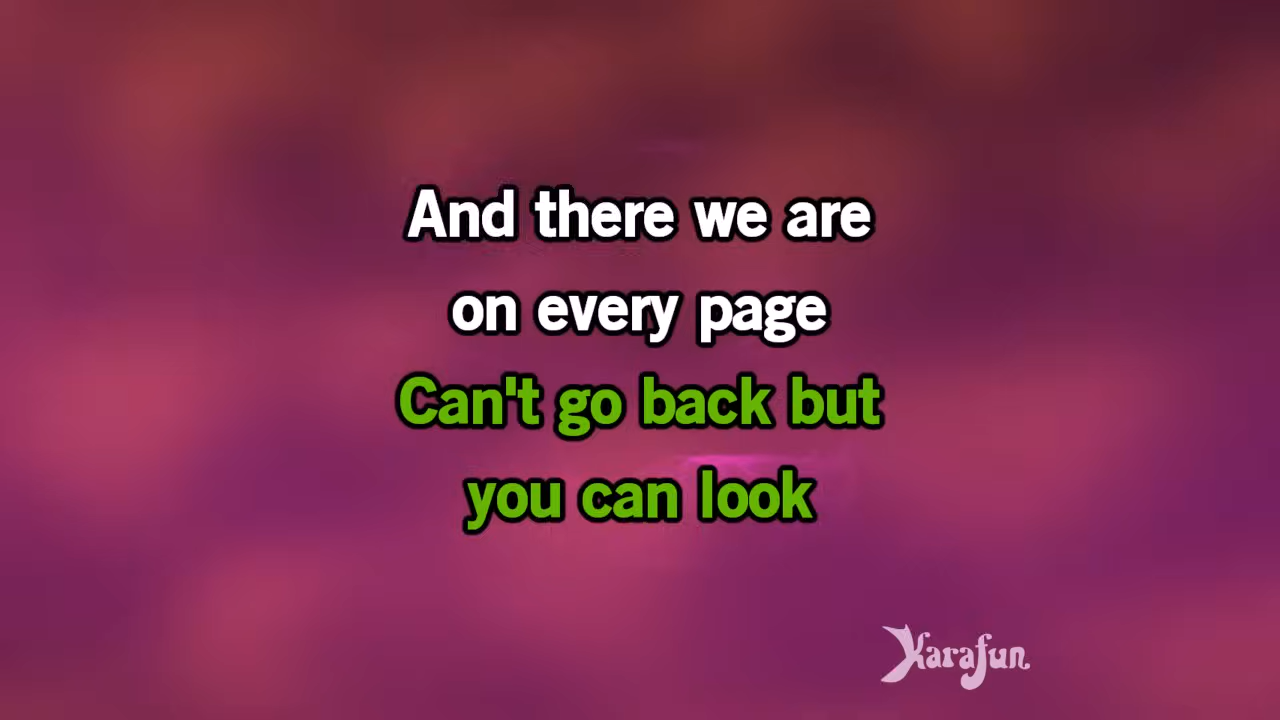 And there we are
on every page
Can't go back but
you can look
Karafun